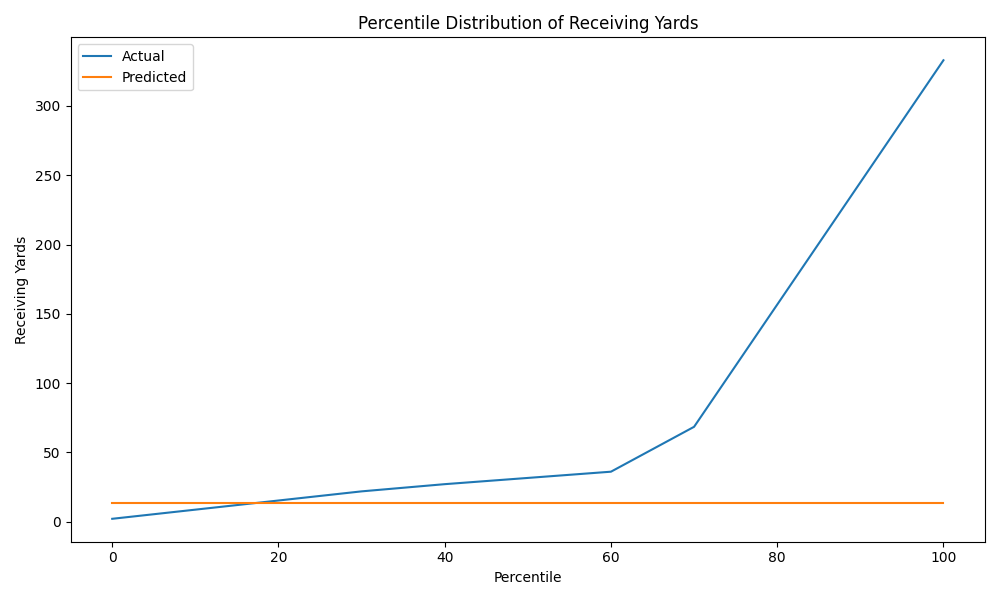 Percentile Distribution of Receiving Yards
Actual
Predicted
Receiving Yards
300
250
200
150
100
50
0
0 20 40 60 80 100
Percentile